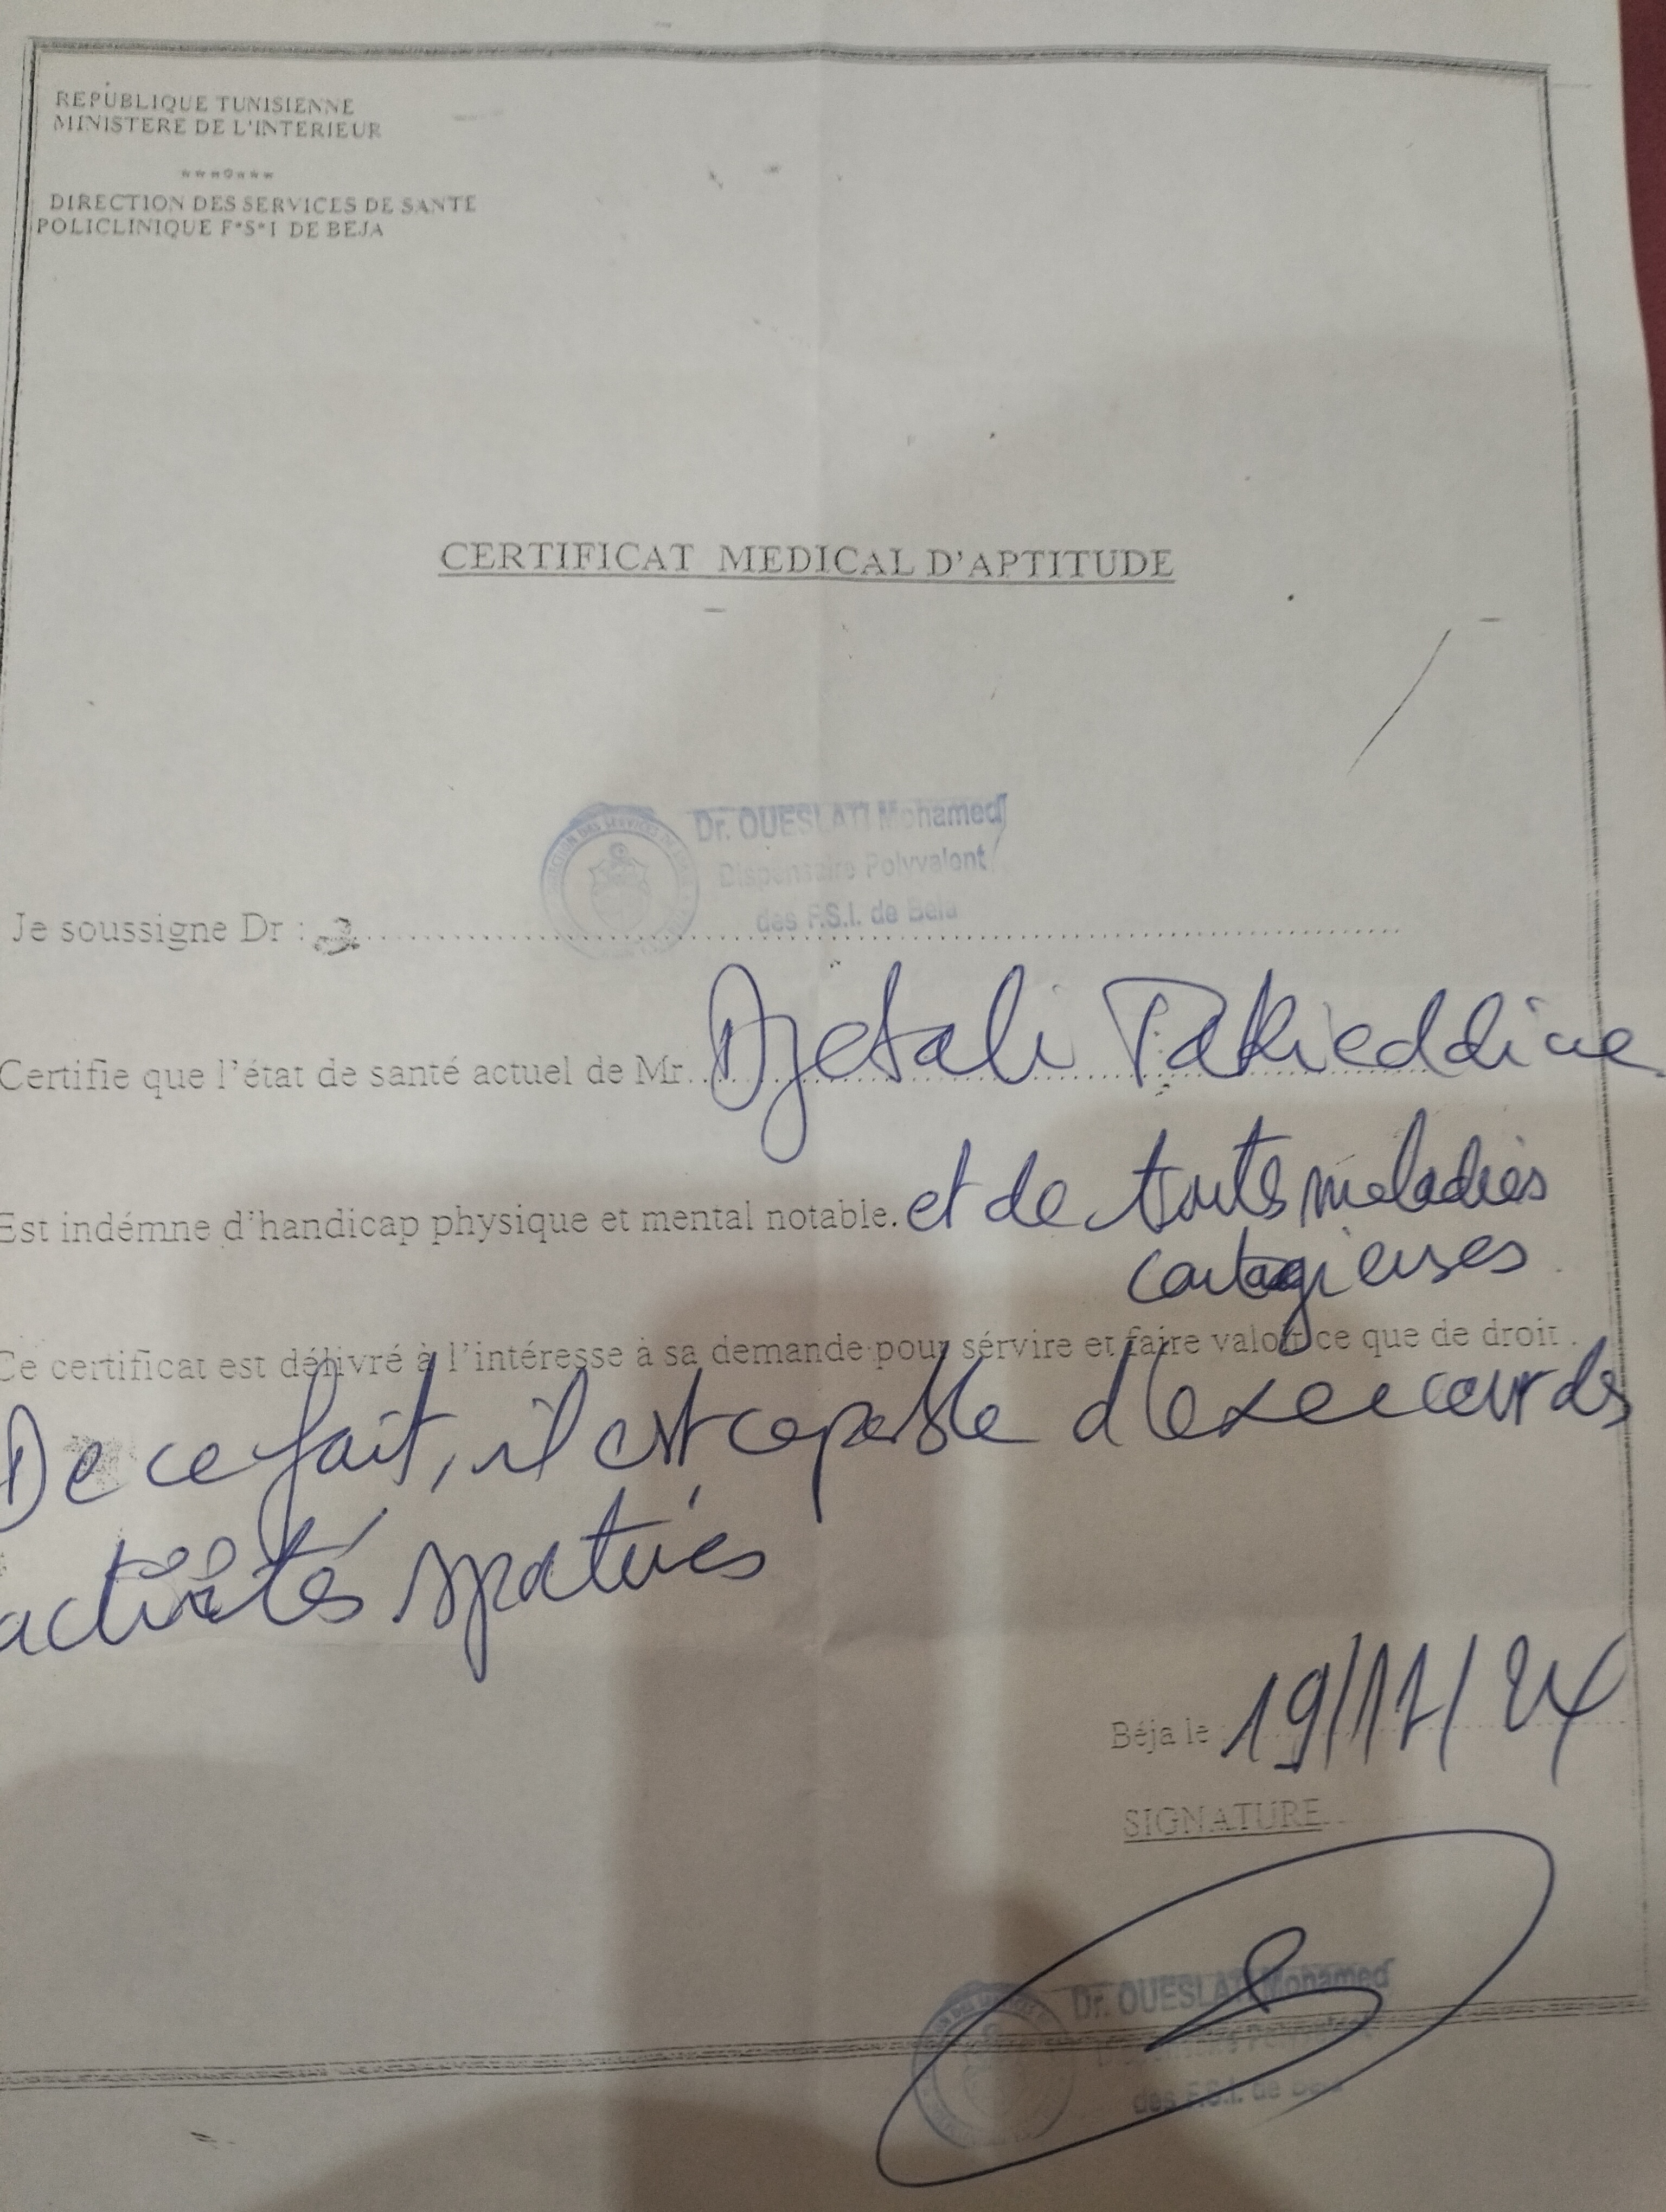 REPUBLIQUE TUNISIENNE
MINISTERE DE L'INTERIEUR
DIRECTION DES SERVICES DE SANTE
POLICLINIQUE F*S*I DE BEJA
CERTIFICAT MEDICAL D'APTITUDE
Dr. OUESLATI Mohamed
Dispensaire Polyvalent
des F.S.I. de Beja
Je soussigne Dr :
Certifie que l'état de santé actuel de Mr. Djebali Takieddine
Est indémne d'handicap physique et mental notable. et de toute maladies
contagieuses
Ce certificat est délivré à l'intéresse à sa demande pour sérvire et faire valoir ce que de droit .
De ce fait, il est capable d'exercer des
activités sportives
Béja le 19/12/24
SIGNATURE
Dr. OUESLATI Mohamed
des F.S.I. de Beja